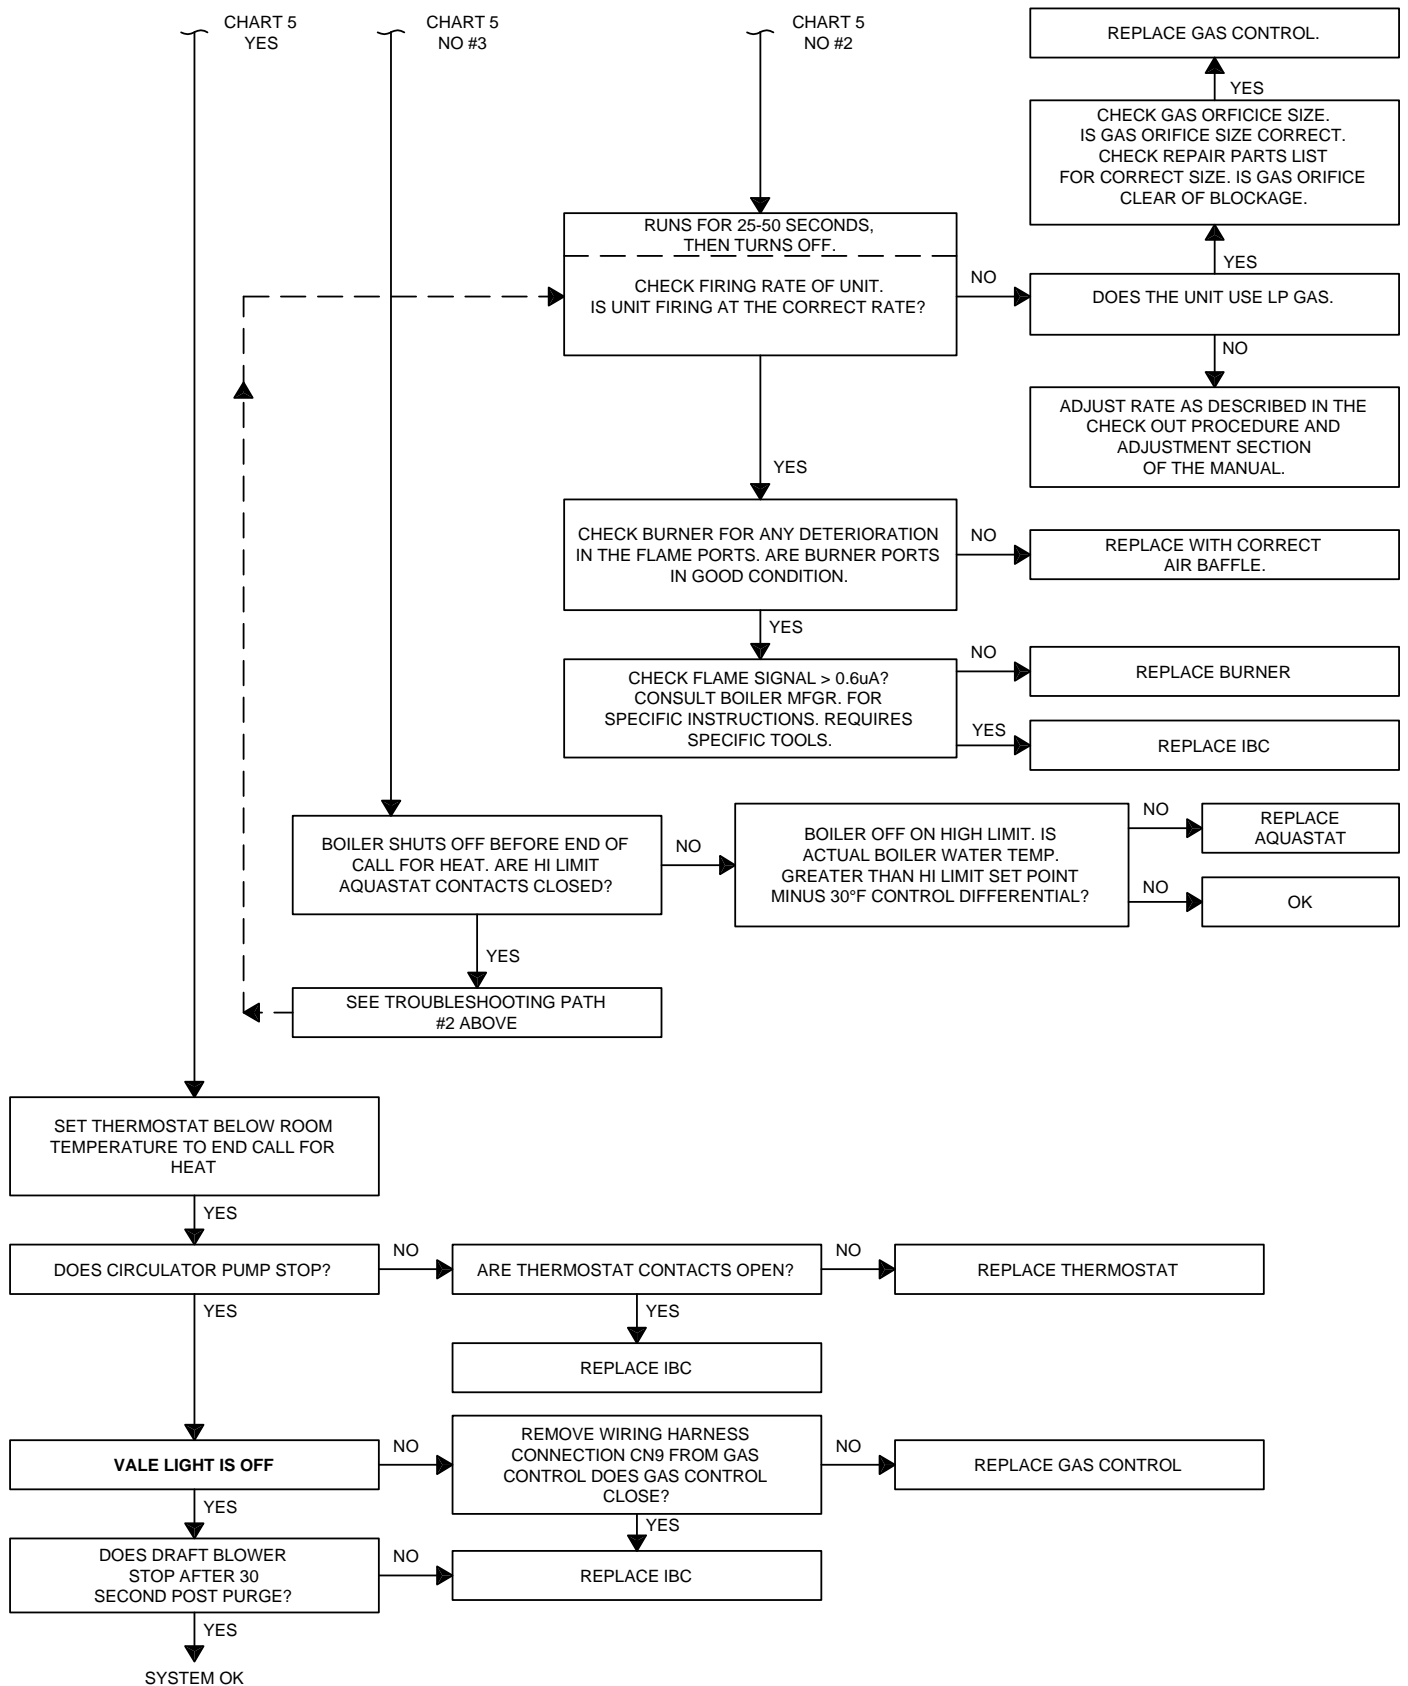 CHART 5
YES
CHART 5
NO #3
CHART 5
NO #2
REPLACE GAS CONTROL.
YES
CHECK GAS ORFICICE SIZE.
IS GAS ORIFICE SIZE CORRECT.
CHECK REPAIR PARTS LIST
FOR CORRECT SIZE. IS GAS ORIFICE
CLEAR OF BLOCKAGE.
YES
RUNS FOR 25-50 SECONDS,
THEN TURNS OFF.
CHECK FIRING RATE OF UNIT.
IS UNIT FIRING AT THE CORRECT RATE?
NO
DOES THE UNIT USE LP GAS.
NO
ADJUST RATE AS DESCRIBED IN THE
CHECK OUT PROCEDURE AND
ADJUSTMENT SECTION
OF THE MANUAL.
YES
CHECK BURNER FOR ANY DETERIORATION
IN THE FLAME PORTS. ARE BURNER PORTS
IN GOOD CONDITION.
NO
REPLACE WITH CORRECT
AIR BAFFLE.
YES
CHECK FLAME SIGNAL > 0.6uA?
CONSULT BOILER MFGR. FOR
SPECIFIC INSTRUCTIONS. REQUIRES
SPECIFIC TOOLS.
NO
REPLACE BURNER
YES
REPLACE IBC
BOILER SHUTS OFF BEFORE END OF
CALL FOR HEAT. ARE HI LIMIT
AQUASTAT CONTACTS CLOSED?
NO
BOILER OFF ON HIGH LIMIT. IS
ACTUAL BOILER WATER TEMP.
GREATER THAN HI LIMIT SET POINT
MINUS 30°F CONTROL DIFFERENTIAL?
NO
REPLACE
AQUASTAT
NO
OK
YES
SEE TROUBLESHOOTING PATH
#2 ABOVE
SET THERMOSTAT BELOW ROOM
TEMPERATURE TO END CALL FOR
HEAT
YES
DOES CIRCULATOR PUMP STOP?
NO
ARE THERMOSTAT CONTACTS OPEN?
NO
REPLACE THERMOSTAT
YES
YES
REPLACE IBC
VALE LIGHT IS OFF
NO
REMOVE WIRING HARNESS
CONNECTION CN9 FROM GAS
CONTROL DOES GAS CONTROL
CLOSE?
NO
REPLACE GAS CONTROL
YES
YES
DOES DRAFT BLOWER
STOP AFTER 30
SECOND POST PURGE?
NO
REPLACE IBC
YES
SYSTEM OK